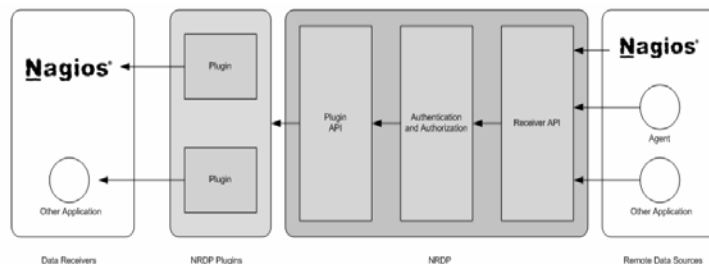 Nagios®
Other Application
Data Receivers
Plugin
Plugin
NRDP Plugins
Plugin
API
Authentication
and Authorization
Receiver API
NRDP
Nagios®
Agent
Other Application
Remote Data Sources